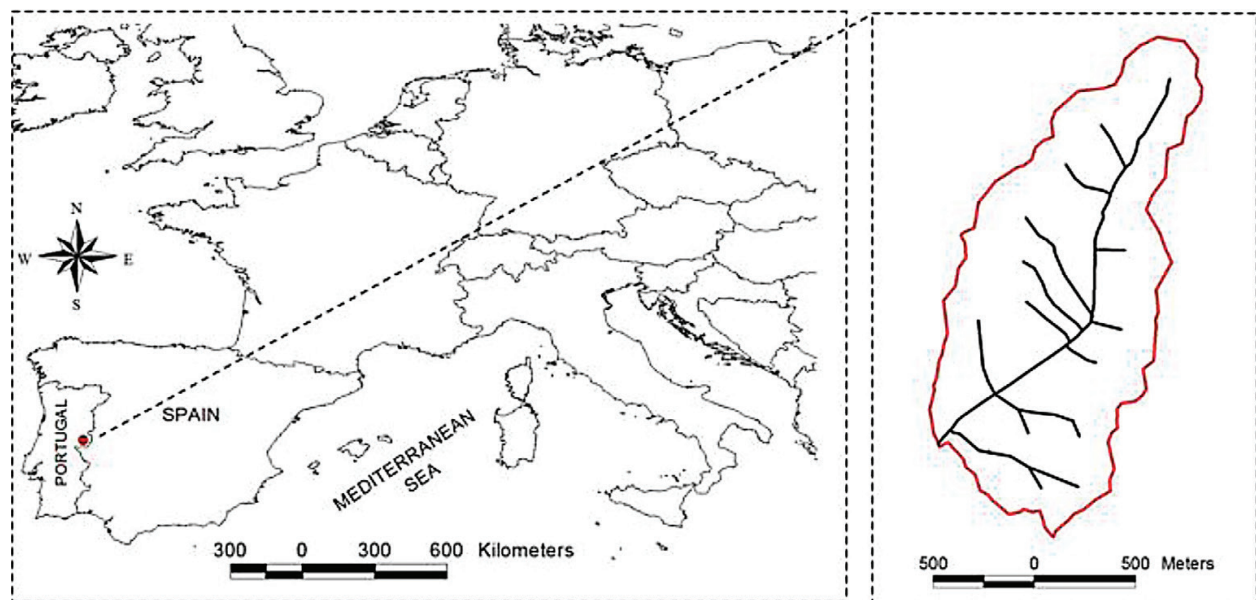 N
W E
S
PORTUGAL
SPAIN
MEDITERRANEAN
SEA
300 0 300 600 Kilometers
500 0 500 Meters